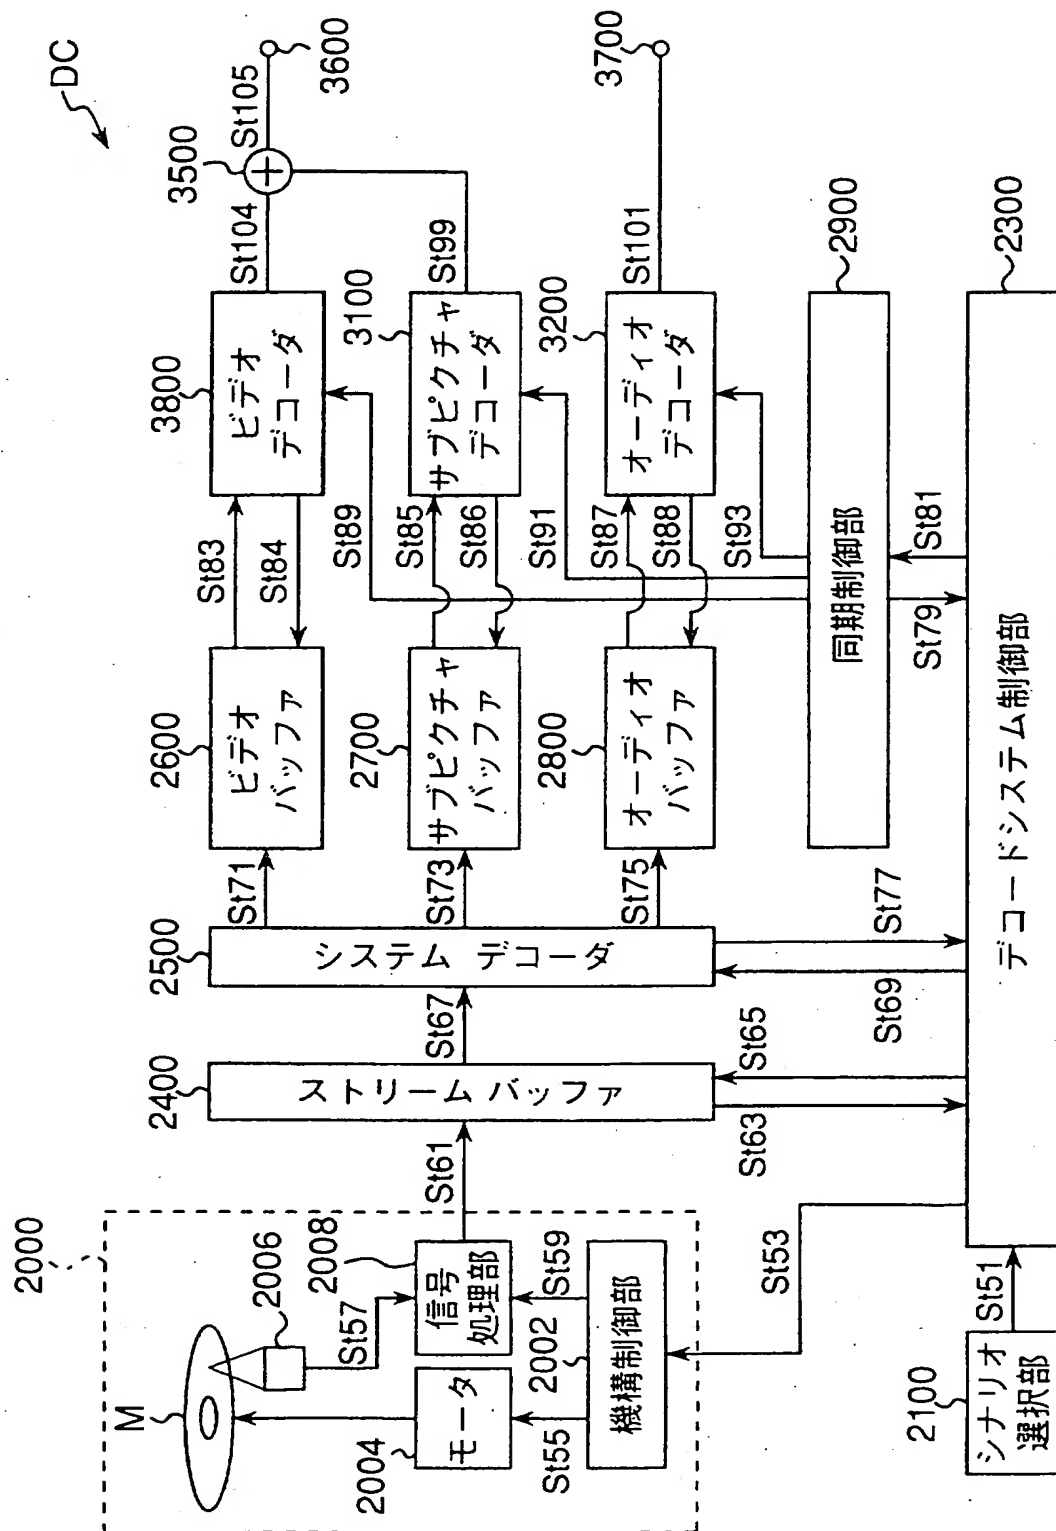 DC
2000
M
2006
St57
2008
信号
処理部
2004
モータ
St55
2002
St59
機構制御部
St53
2100
シナリオ
選択部
St51
St61
2400
ストリーム バッファ
St63
St65
St67
2500
システム デコーダ
St69
St77
St71
St73
St75
2600
ビデオ
バッファ
2700
サブピクチャ
バッファ
2800
オーディオ
バッファ
St83
St84
St89
St85
St86
St91
St87
St88
St93
3800
ビデオ
デコーダ
3100
サブピクチャ
デコーダ
3200
オーディオ
デコーダ
St104
3500
+
St105
3600
St99
St101
3700
2900
同期制御部
St79
St81
2300
デコードシステム制御部